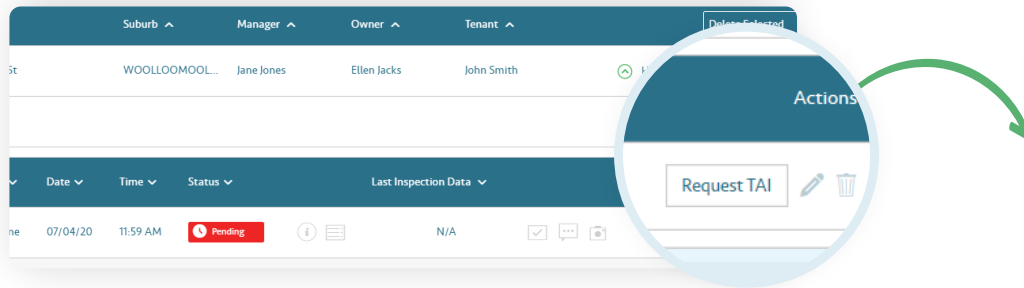 Suburb Manager Owner Tenant Delete Selected
St WOOLLOOMOOL... Jane Jones Ellen Jacks John Smith
Actions
Date Time Status Last Inspection Data
Request TAI
07/04/20 11:59 AM Pending N/A